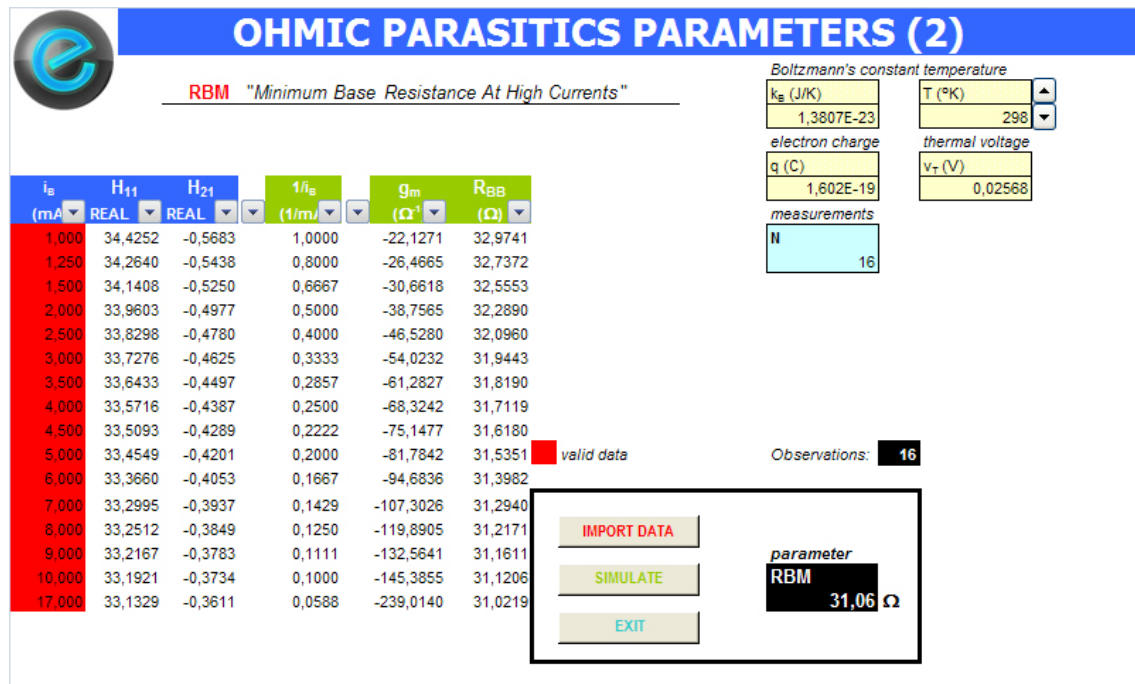 OHMIC PARASITICS PARAMETERS (2)
RBM "Minimum Base Resistance At High Currents"
Boltzmann's constant temperature
kB (J/K) T (ºK)
1,3807E-23 298
electron charge thermal voltage
q (C) vT (V)
1,602E-19 0,02568
measurements
N
16
iB H11 H21 1/iB gm RBB
(mA REAL REAL (1/m (Ω-1 (Ω)
1,000 34,4252 -0,5683 1,0000 -22,1271 32,9741
1,250 34,2640 -0,5438 0,8000 -26,4665 32,7372
1,500 34,1408 -0,5250 0,6667 -30,6618 32,5553
2,000 33,9603 -0,4977 0,5000 -38,7565 32,2890
2,500 33,8298 -0,4780 0,4000 -46,5280 32,0960
3,000 33,7276 -0,4625 0,3333 -54,0232 31,9443
3,500 33,6433 -0,4497 0,2857 -61,2827 31,8190
4,000 33,5716 -0,4387 0,2500 -68,3242 31,7119
4,500 33,5093 -0,4289 0,2222 -75,1477 31,6180
5,000 33,4549 -0,4201 0,2000 -81,7842 31,5351 valid data Observations: 16
6,000 33,3660 -0,4053 0,1667 -94,6836 31,3982
7,000 33,2995 -0,3937 0,1429 -107,3026 31,2940
8,000 33,2512 -0,3849 0,1250 -119,8905 31,2171
9,000 33,2167 -0,3783 0,1111 -132,5641 31,1611
10,000 33,1921 -0,3734 0,1000 -145,3855 31,1206
17,000 33,1329 -0,3611 0,0588 -239,0140 31,0219
IMPORT DATA
SIMULATE
EXIT
parameter
RBM
31,06 Ω